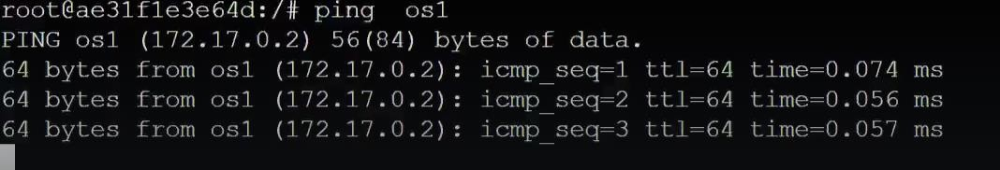 root@ae31f1e3e64d:/# ping  os1
PING os1 (172.17.0.2) 56(84) bytes of data.
64 bytes from os1 (172.17.0.2): icmp_seq=1 ttl=64 time=0.074 ms
64 bytes from os1 (172.17.0.2): icmp_seq=2 ttl=64 time=0.056 ms
64 bytes from os1 (172.17.0.2): icmp_seq=3 ttl=64 time=0.057 ms